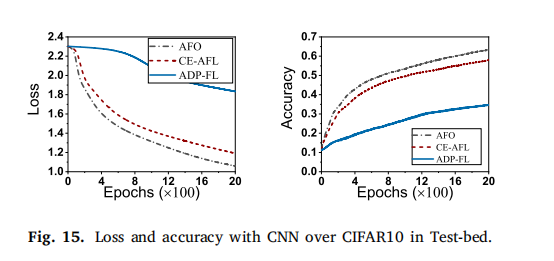 2.4
2.2
2.0
1.8
1.6
1.4
1.2
1.0
Loss
0 4 8 12 16 20
Epochs (×100)
AFO
CE-AFL
ADP-FL
0.7
0.6
0.5
0.4
0.3
0.2
0.1
0.0
Accuracy
0 4 8 12 16 20
Epochs (×100)
AFO
CE-AFL
ADP-FL
Fig. 15. Loss and accuracy with CNN over CIFAR10 in Test-bed.